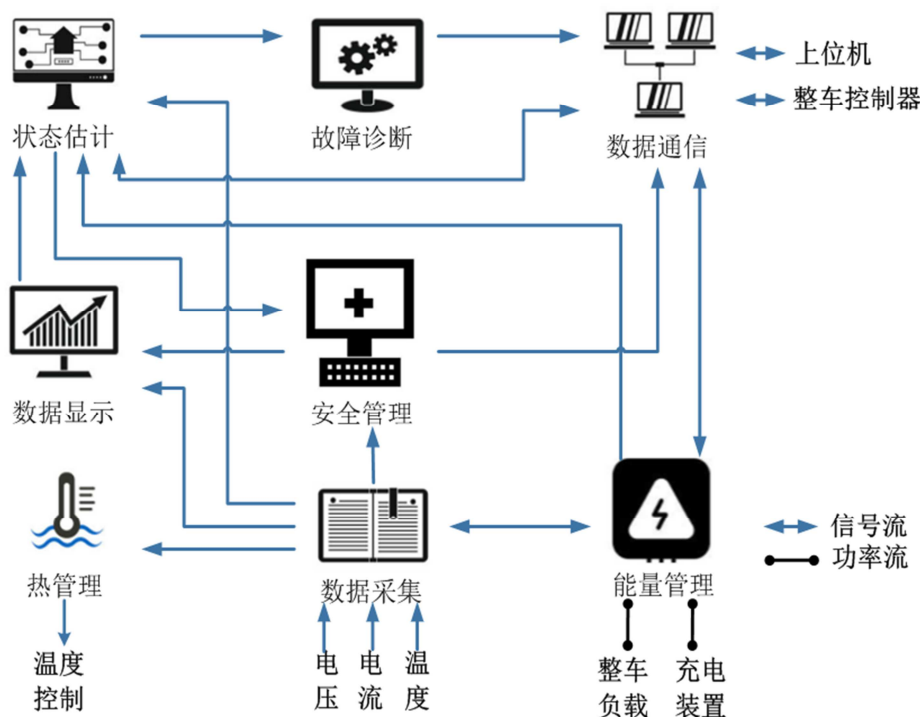 上位机
整车控制器
状态估计
故障诊断
数据通信
数据显示
安全管理
热管理
数据采集
能量管理
信号流
功率流
温度
控制
电压
电流
温度
整车
负载
充电
装置